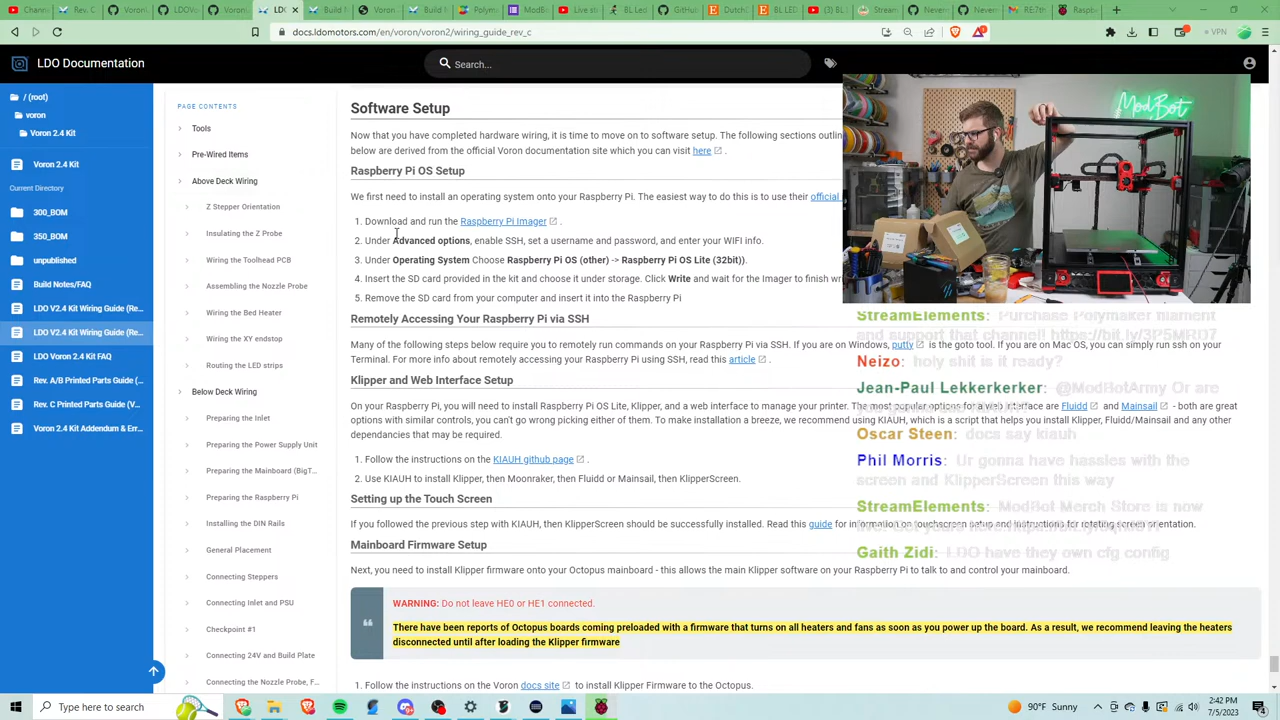 Voron
Voron
LDO
Setup
docs.ldomotors.com/en/voron/voron2/wiring_guide_rev_c
VPN
LDO Documentation
Search...
/ (root)
voron
Voron 2.4 Kit
Voron 2.4 Kit
Current Directory
300_BOM
350_BOM
unpublished
Build Notes/FAQ
LDO V2.4 Kit Wiring Guide (Re...
LDO V2.4 Kit Wiring Guide (Re...
LDO Voron 2.4 FAQ
Rev. A/B Printed Parts Guide (...
Rev. C Printed Parts Guide (V...
Voron 2.4 Kit Addendum & Err...
PAGE CONTENTS
Tools
Pre-Wired Items
Above Deck Wiring
Z Stepper Orientation
Insulating the Z Probe
Wiring the Toolhead PCB
Assembling the Nozzle Probe
Wiring the Bed Heater
Wiring the XY endstop
Routing the LED strips
Below Deck Wiring
Preparing the Inlet
Preparing the Power Supply Unit
Preparing the Mainboard (BigT...
Preparing the Raspberry Pi
Installing the DIN Rails
General Placement
Connecting Steppers
Connecting Inlet and PSU
Checkpoint #1
Connecting 24V and Build Plate
Connecting the Nozzle Probe, F...
Software Setup
Now that you have completed hardware wiring, it is time to move on to software setup. The following sections outlin
below are derived from the official Voron documentation site which you can visit here .
Raspberry Pi OS Setup
We first need to install an operating system onto your Raspberry Pi. The easiest way to do this is to use their official
1. Download and run the Raspberry Pi Imager .
2. Under Advanced options, enable SSH, set a username and password, and enter your WIFI info.
3. Under Operating System Choose Raspberry Pi OS (other) -> Raspberry Pi OS Lite (32bit)).
4. Insert the SD card provided in the kit and choose it under storage. Click Write and wait for the Imager to finish wr
5. Remove the SD card from your computer and insert it into the Raspberry Pi
Remotely Accessing Your Raspberry Pi via SSH
Many of the following steps below require you to remotely run commands on your Raspberry Pi via SSH. If you are on Windows, putty is the goto tool. If you are on Mac OS, you can simply run ssh on your
Terminal. For more info about remotely accessing your Raspberry Pi using SSH, read this article .
Klipper and Web Interface Setup
On your Raspberry Pi, you will need to install Raspberry Pi OS Lite, Klipper, and a web interface to manage your printer. The most popular options for a web interface are Fluidd and Mainsail - both are great
options with similar controls, you can't go wrong picking either of them. To make installation a breeze, we recommend using KIAUH, which is a script that helps you install Klipper, Fluidd/Mainsail and any other
dependancies that may be required.
1. Follow the instructions on the KIAUH github page .
2. Use KIAUH to install Klipper, then Moonraker, then Fluidd or Mainsail, then KlipperScreen.
Setting up the Touch Screen
If you followed the previous step with KIAUH, then KlipperScreen should be successfully installed. Read this guide for information on touchscreen setup and instructions for rotating screen orientation.
Mainboard Firmware Setup
Next, you need to install Klipper firmware onto your Octopus mainboard - this allows the main Klipper software on your Raspberry Pi to talk to and control your mainboard.
WARNING: Do not leave HE0 or HE1 connected.
There have been reports of Octopus boards coming preloaded with a firmware that turns on all heaters and fans as soon as you power up the board. As a result, we recommend leaving the heaters
disconnected until after loading the Klipper firmware
1. Follow the instructions on the Voron docs site to install Klipper Firmware to the Octopus.
ModBot
StreamElements: Purchase Polymaker filament
and support that channel! https://bit.ly/3P5MR07
Neizo: holy shit is it ready?
Jean-Paul Lekkerkerker: @ModBotArmy Or are
Oscar Steen: docs say kiauh
Phil Morris: Ur gonna have hassles with the
screen and KlipperScreen this way
StreamElements: ModBot Merch Store is now
Gaith Zidi: LDO have they own cfg config
Type here to search
90°F Sunny
2:42 PM
7/5/2023
4